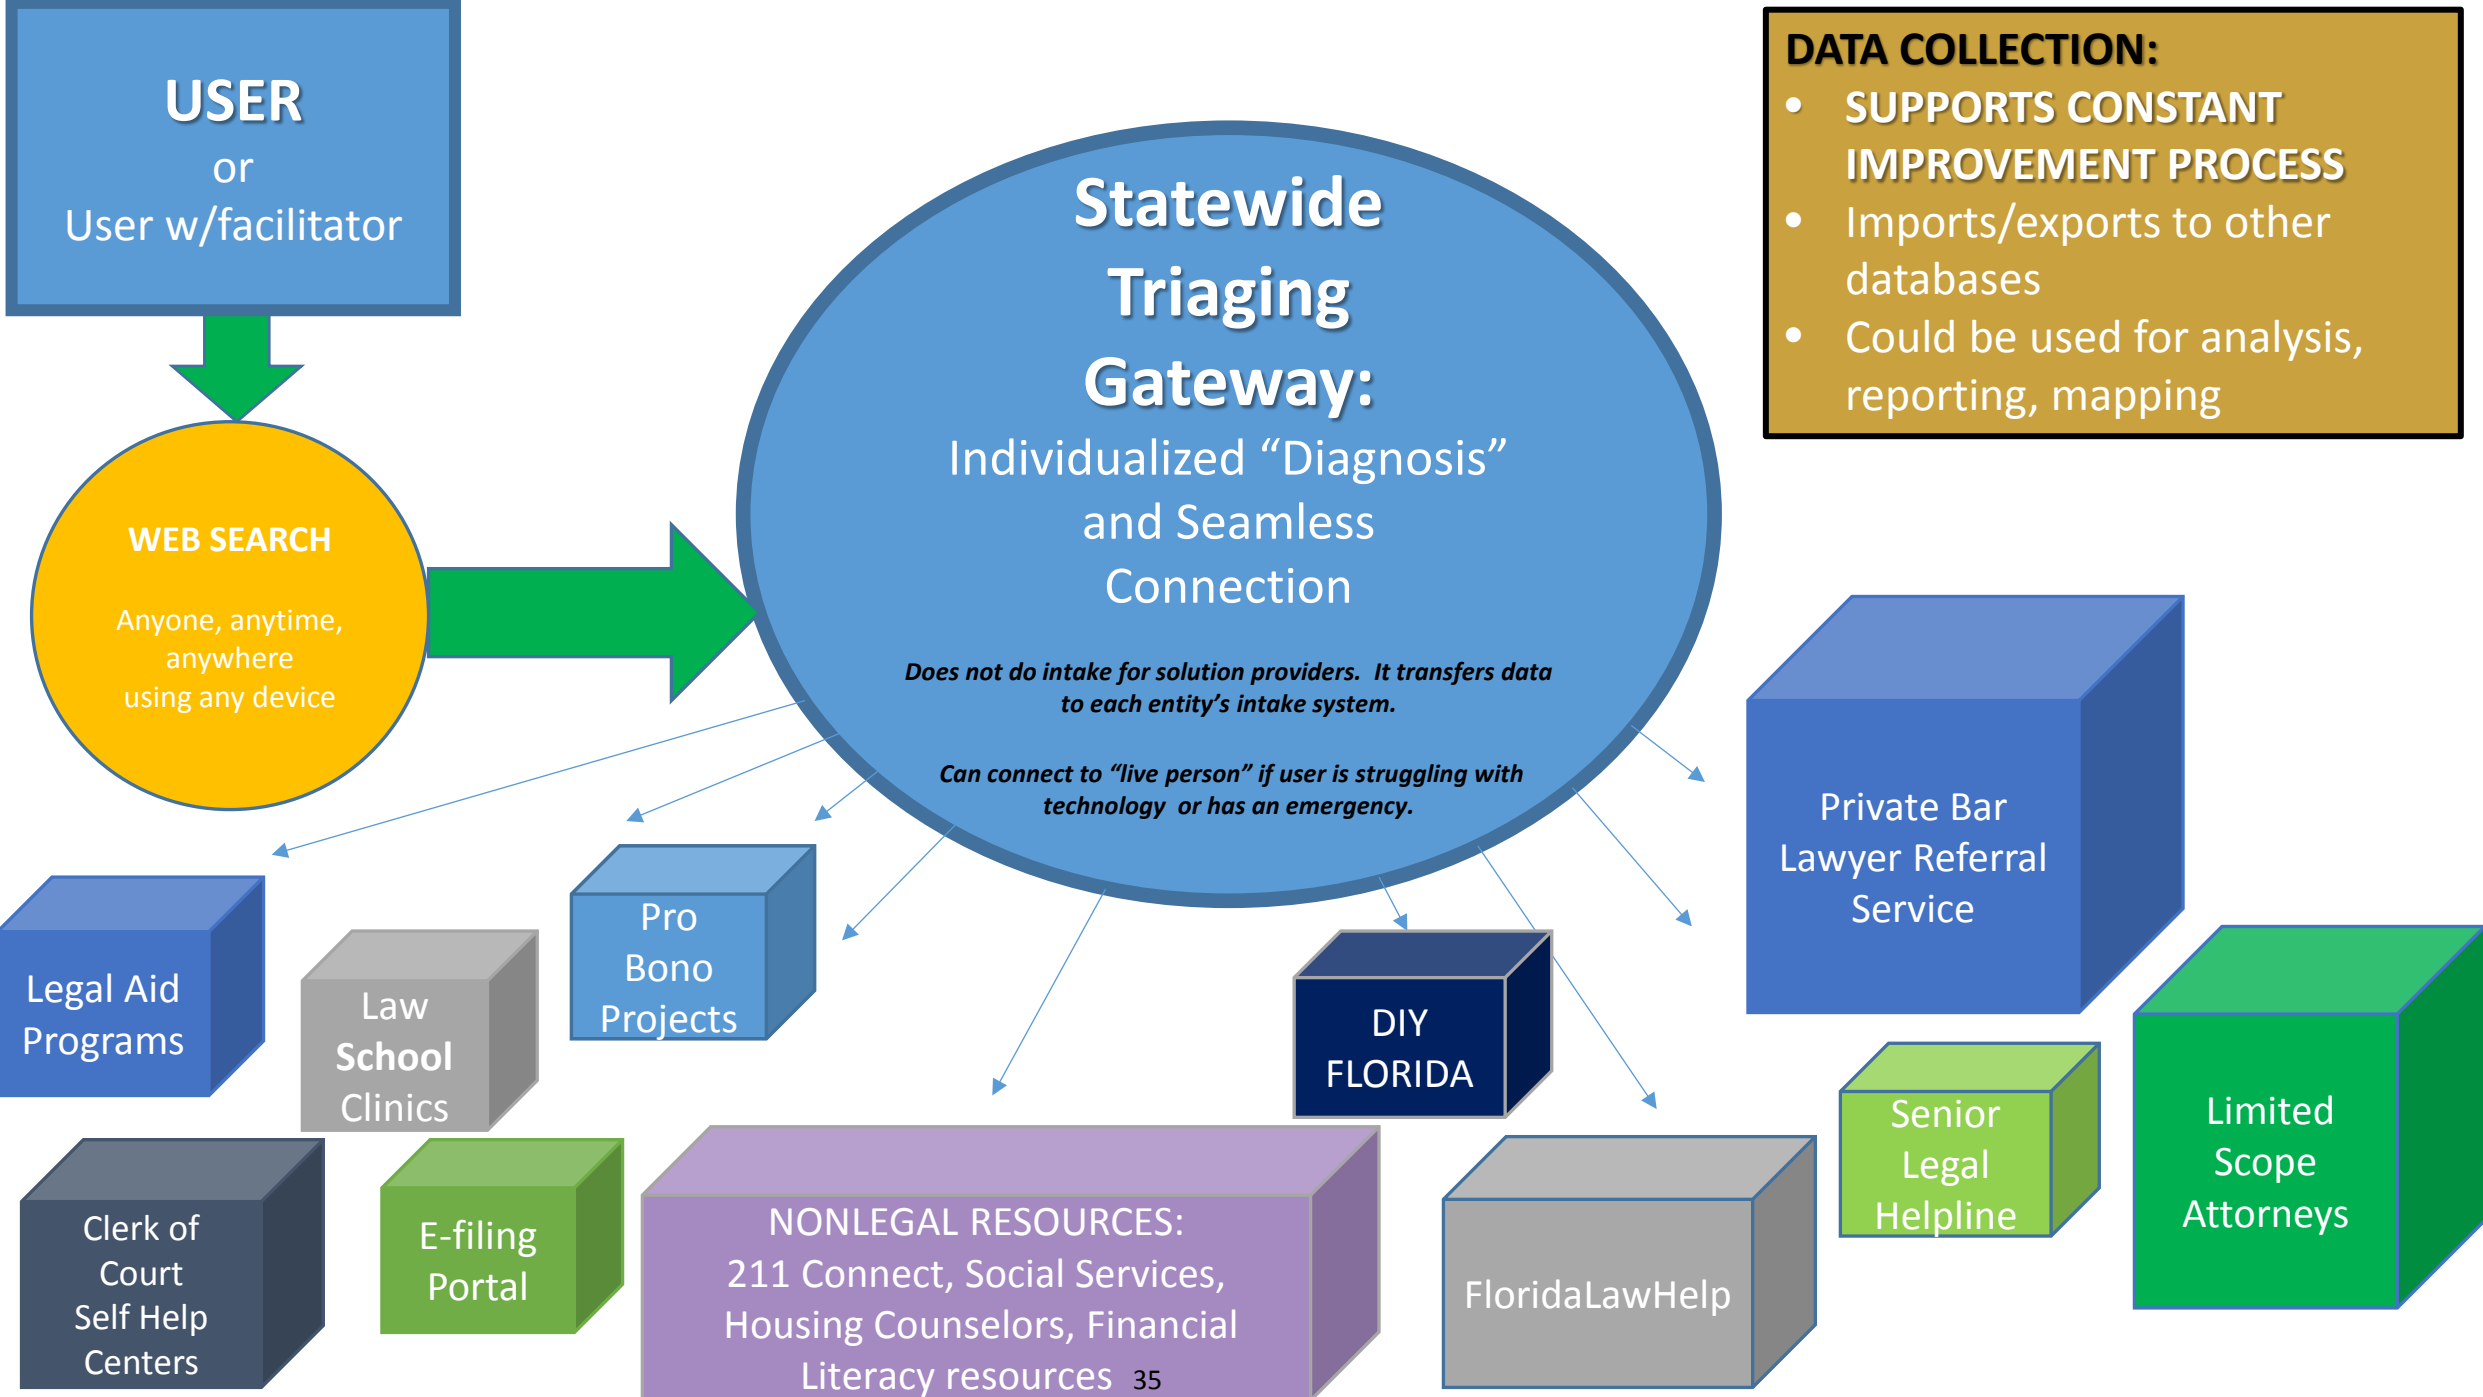 USER
or
User w/facilitator
WEB SEARCH
Anyone, anytime,
anywhere
using any device
Statewide
Triaging
Gateway:
Individualized “Diagnosis”
and Seamless
Connection
Does not do intake for solution providers.  It transfers data
to each entity’s intake system.
Can connect to “live person” if user is struggling with
technology  or has an emergency.
DATA COLLECTION:
• SUPPORTS CONSTANT
IMPROVEMENT PROCESS
• Imports/exports to other
databases
• Could be used for analysis,
reporting, mapping
Legal Aid
Programs
Law
School
Clinics
Pro
Bono
Projects
DIY
FLORIDA
Private Bar
Lawyer Referral
Service
Clerk of
Court
Self Help
Centers
E-filing
Portal
NONLEGAL RESOURCES:
211 Connect, Social Services,
Housing Counselors, Financial
Literacy resources
FloridaLawHelp
Senior
Legal
Helpline
Limited
Scope
Attorneys
35